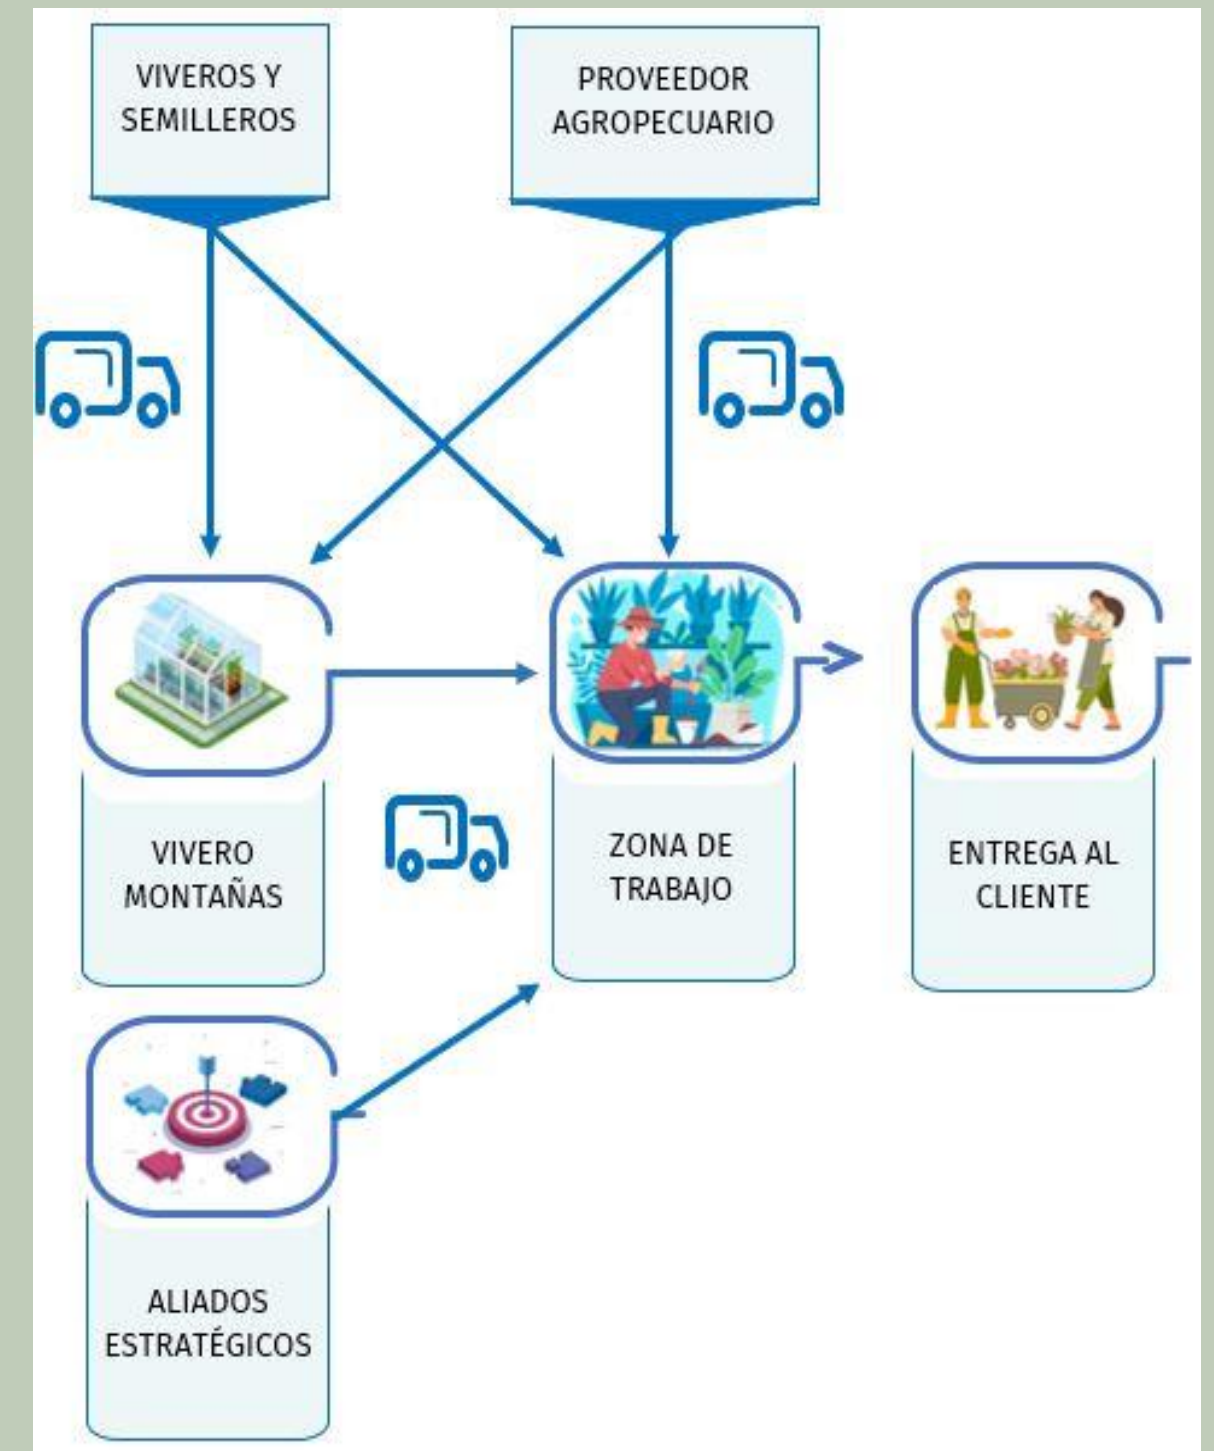 VIVEROS Y
SEMILLEROS
PROVEEDOR
AGROPECUARIO
VIVERO
MONTAÑAS
ZONA DE
TRABAJO
ENTREGA AL
CLIENTE
ALIADOS
ESTRATÉGICOS